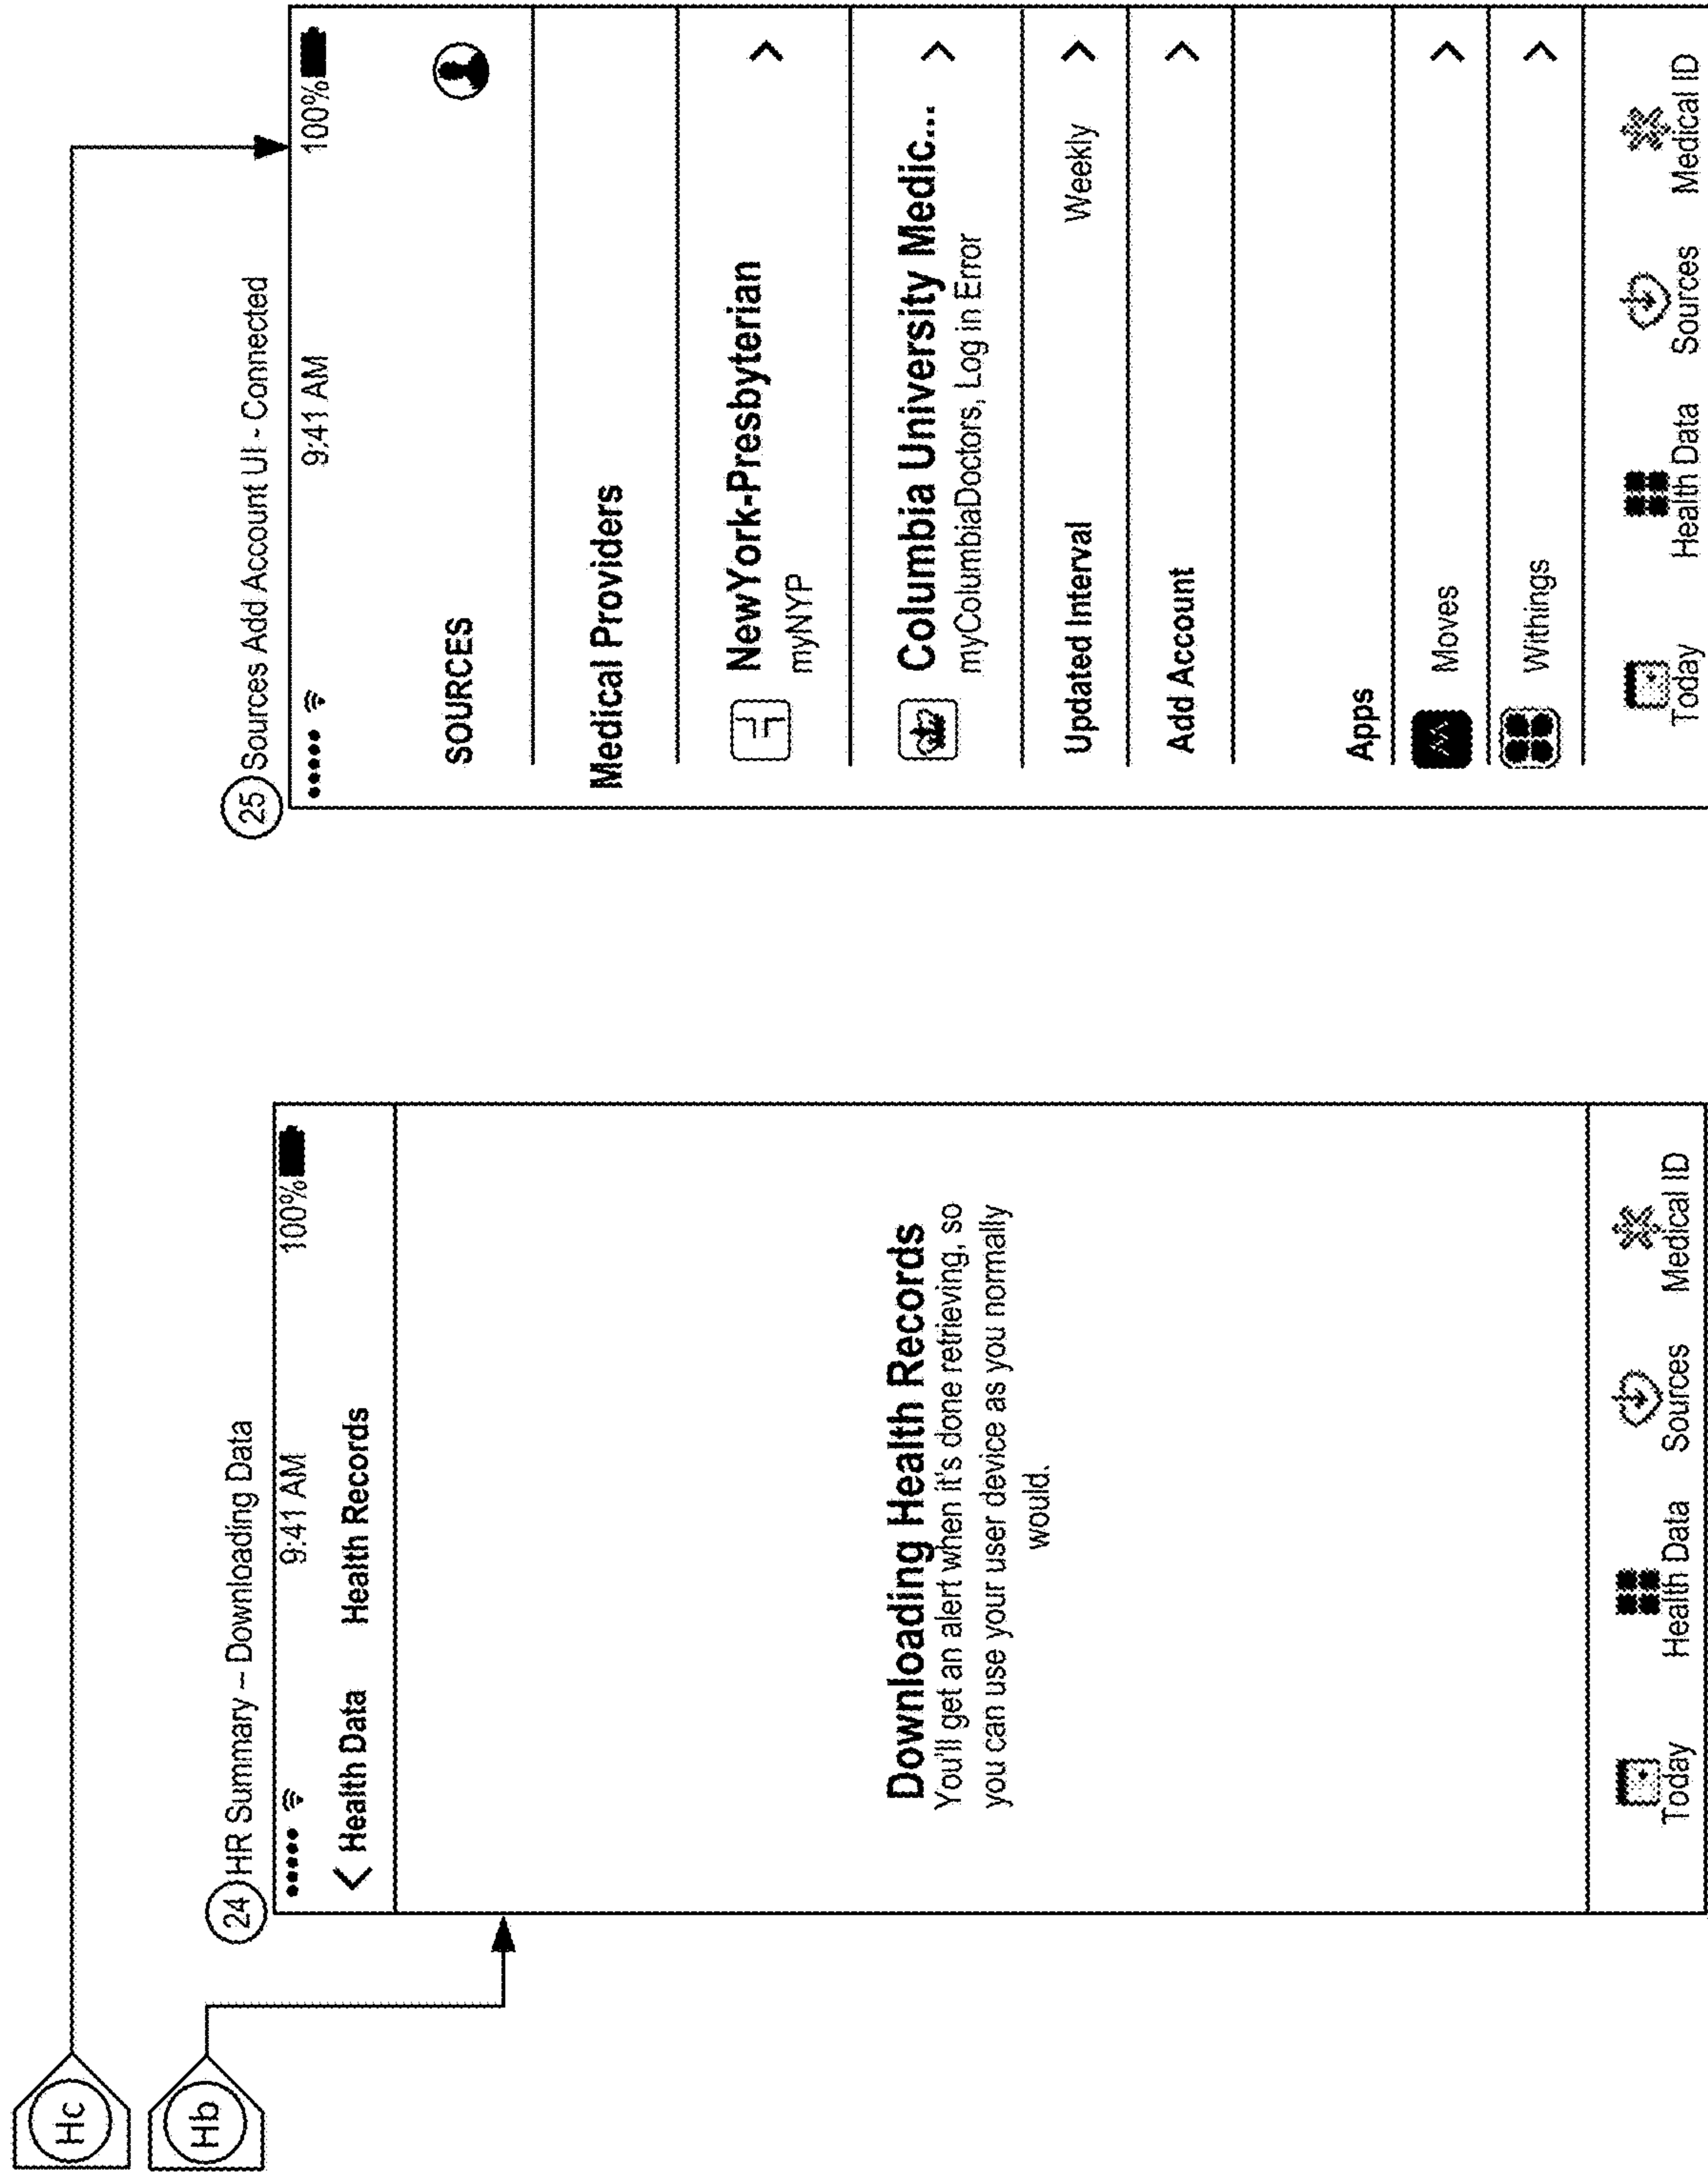 Hc
Hb
24 HR Summary – Downloading Data
9:41 AM 100%
Health Data Health Records
Downloading Health Records
You'll get an alert when it's done retrieving, so
you can use your user device as you normally
would.
Today Health Data Sources Medical ID
25 Sources Add Account UI - Connected
9:41 AM 100%
SOURCES
Medical Providers
NewYork-Presbyterian
myNYP
Columbia University Medic...
myColumbiaDoctors, Log in Error
Updated Interval Weekly
Add Account
Apps
Moves
Withings
Today Health Data Sources Medical ID